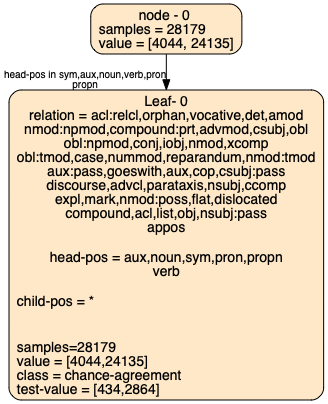 node - 0
samples = 28179
value = [4044, 24135]
head-pos in sym,aux,noun,verb,pron
propn
Leaf- 0
relation = acl:relcl,orphan,vocative,det,amod
nmod:npmod,compound:prt,advmod,csubj,obl
obl:npmod,conj,iobj,nmod,xcomp
obl:tmod,case,nummod,reparandum,nmod:tmod
aux:pass,goeswith,aux,cop,csubj:pass
discourse,advcl,parataxis,nsubj,ccomp
expl,mark,nmod:poss,flat,dislocated
compound,acl,list,obj,nsubj:pass
appos
head-pos = aux,noun,sym,pron,propn
verb
child-pos = *
samples=28179
value = [4044,24135]
class = chance-agreement
test-value = [434,2864]